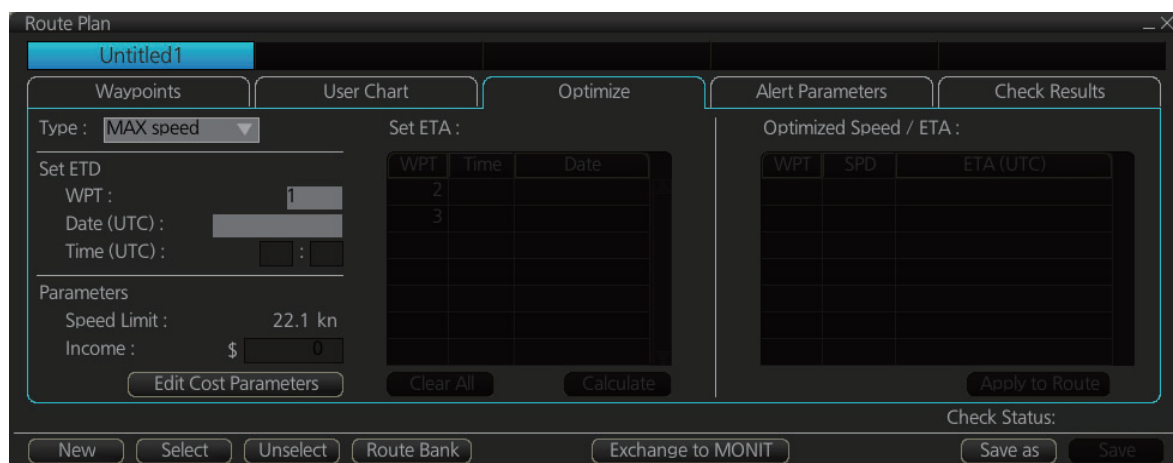 Route Plan
Untitled1
Waypoints User Chart Optimize Alert Parameters Check Results
Type : MAX speed
Set ETD
WPT : 1
Date (UTC) :
Time (UTC) : :
Parameters
Speed Limit : 22.1 kn
Income : $ 0
Edit Cost Parameters
Set ETA :
WPT Time Date
2
3
Clear All Calculate
Optimized Speed / ETA :
WPT SPD ETA (UTC)
Apply to Route
Check Status:
New Select Unselect Route Bank Exchange to MONIT Save as Save